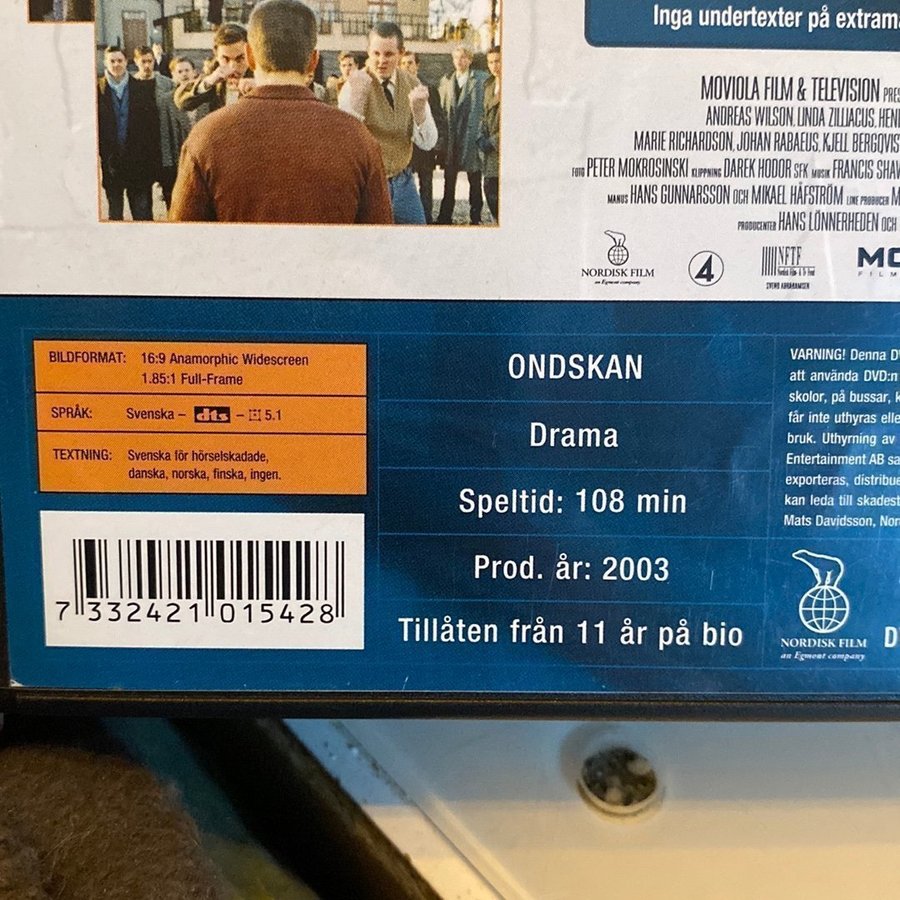 Inga undertexter på
MOVIOLA FILM & TELEVISION
ANDREAS WILSON, LINDA ZILLIACUS,
MARIE RICHARDSON, JOHAN RABAEUS, KJELL
FOTO PETER MOKROSINSKI KLIPPNING DAREK HODOR SFK MUSIK FRANCIS
MANUS HANS GUNNARSSON OCH MIKAEL HÅFSTRÖM LINE PRODUCER
PRODUCENTER HANS LÖNNERHEDEN OCH
NORDISK FILM
an Egmont company
4
NFTF
SVEND ABRAHAMSEN
BILDFORMAT: 16:9 Anamorphic Widescreen
1.85:1 Full-Frame
SPRÅK: Svenska – dts – 5.1
TEXTNING: Svenska för hörselskadade,
danska, norska, finska, ingen.
7 332421 015428
ONDSKAN
Drama
Speltid: 108 min
Prod. år: 2003
Tillåten från 11 år på bio
VARNING! Denna
att använda DVD:n
skolor, på bussar,
får inte uthyras
bruk. Uthyrning av
Entertainment AB
exporteras,
kan leda till
Mats Davidsson,
NORDISK FILM
an Egmont company